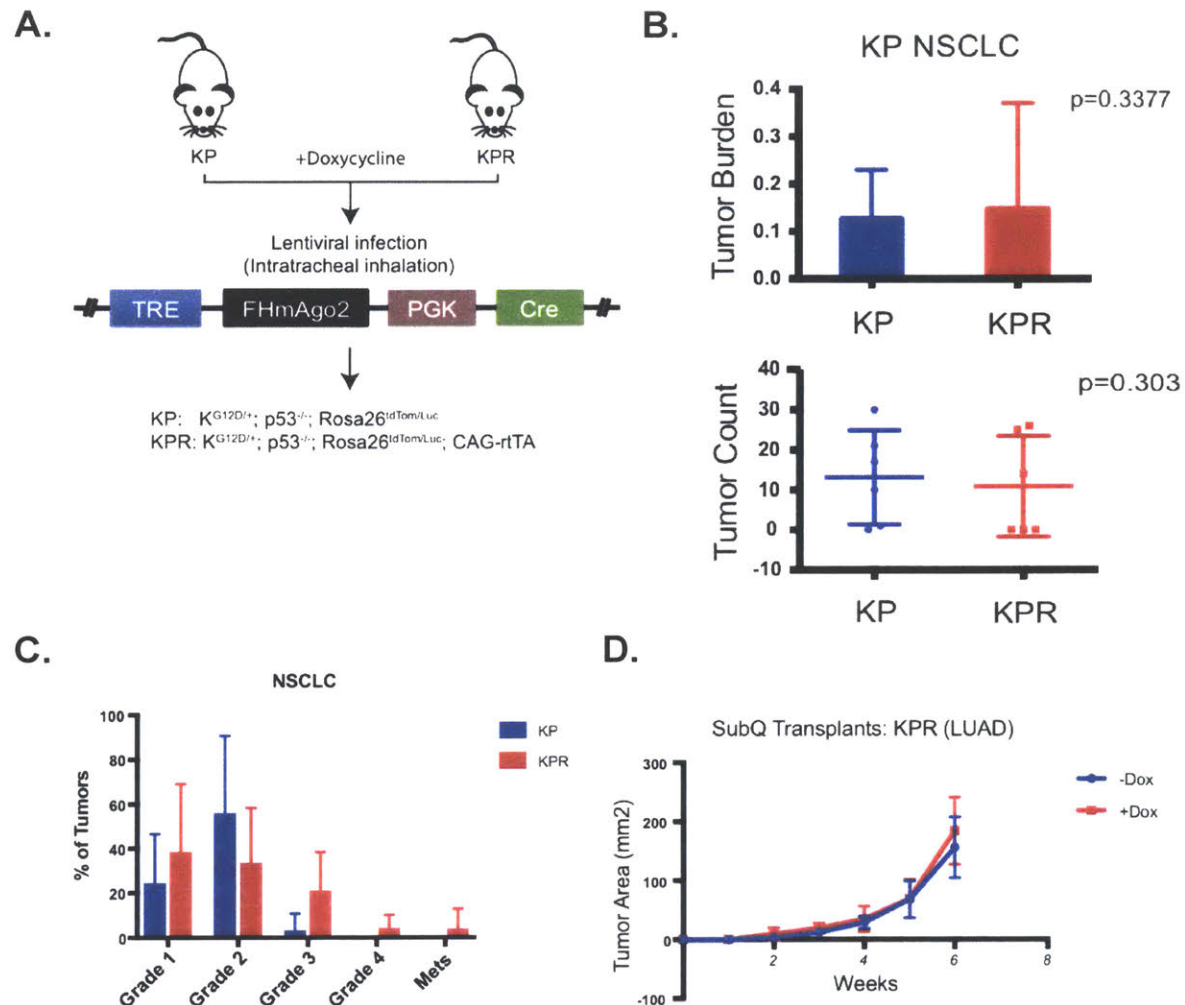 A.
KP
+Doxycycline
KPR
Lentiviral infection
(Intratracheal inhalation)
TRE
FHmAgo2
PGK
Cre
KP: K^G12D/+; p53^-/-; Rosa26^tdTom/Luc
KPR: K^G12D/+; p53^-/-; Rosa26^tdTom/Luc; CAG-rtTA
B.
KP NSCLC
p=0.3377
Tumor Burden
0.4
0.3
0.2
0.1
0.0
KP
KPR
p=0.303
Tumor Count
40
30
20
10
0
-10
KP
KPR
C.
NSCLC
% of Tumors
100
80
60
40
20
0
Grade 1
Grade 2
Grade 3
Grade 4
Mets
KP
KPR
D.
SubQ Transplants: KPR (LUAD)
Tumor Area (mm2)
300
200
100
0
-100
2
4
6
8
Weeks
-Dox
+Dox